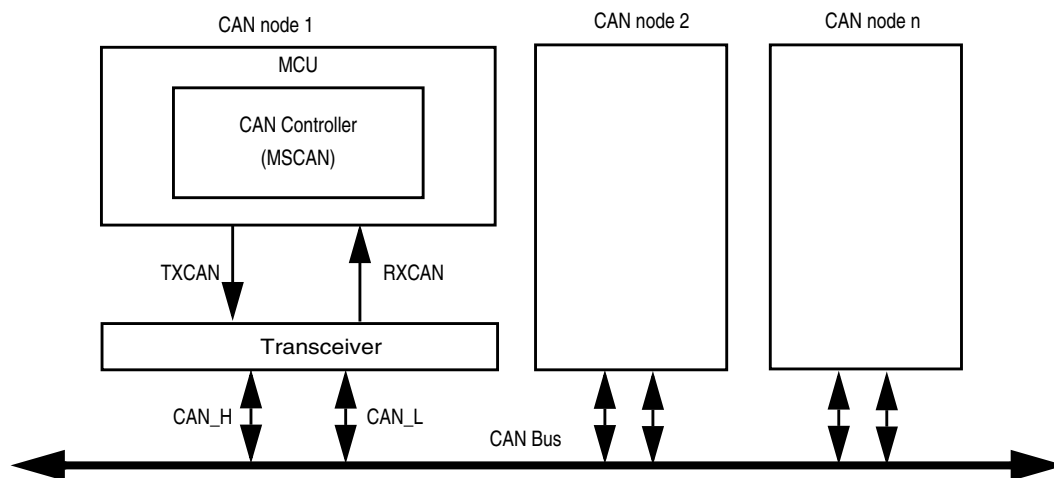 CAN node 1
CAN node 2
CAN node n
MCU
CAN Controller
(MSCAN)
TXCAN
RXCAN
Transceiver
CAN_H
CAN_L
CAN Bus